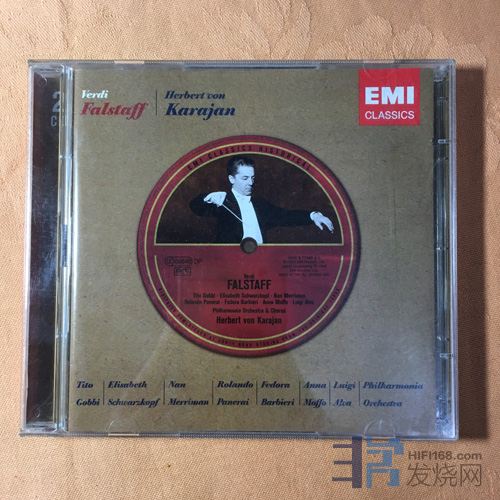 2
CD
Verdi
Falstaff
Herbert von
Karajan
EMI
CLASSICS
EMI CLASSICS HISTORICAL
Verdi
FALSTAFF
Tito Gobbi · Elisabeth Schwarzkopf · Nan Merriman
Rolando Panerai · Fedora Barbieri · Anna Moffo · Luigi Alva
Philharmonia Orchestra & Chorus
Herbert von Karajan
Tito Elisabeth Nan Rolando Fedora Anna Luigi Philharmonia
Gobbi Schwarzkopf Merriman Panerai Barbieri Moffo Alva Orchestra
HIFI168.com
发烧网